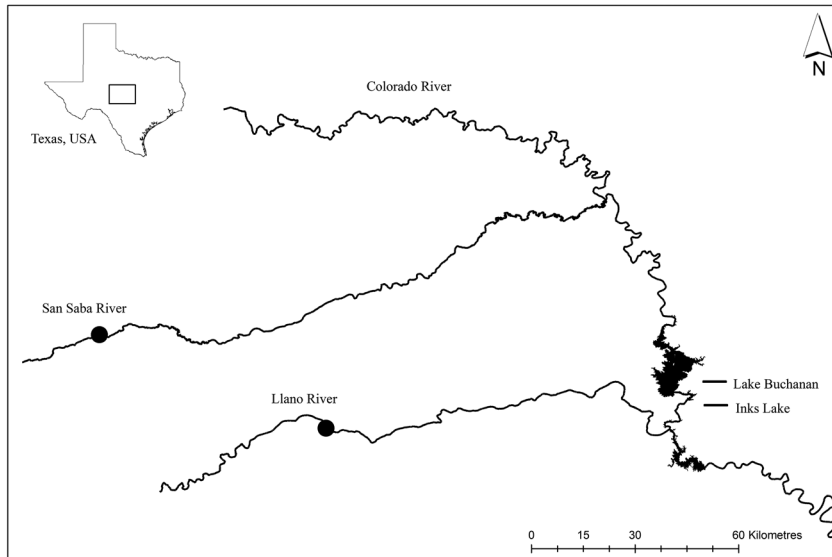 N
Colorado River
Texas, USA
San Saba River
Lake Buchanan
Llano River
Inks Lake
0 15 30 60 Kilometres